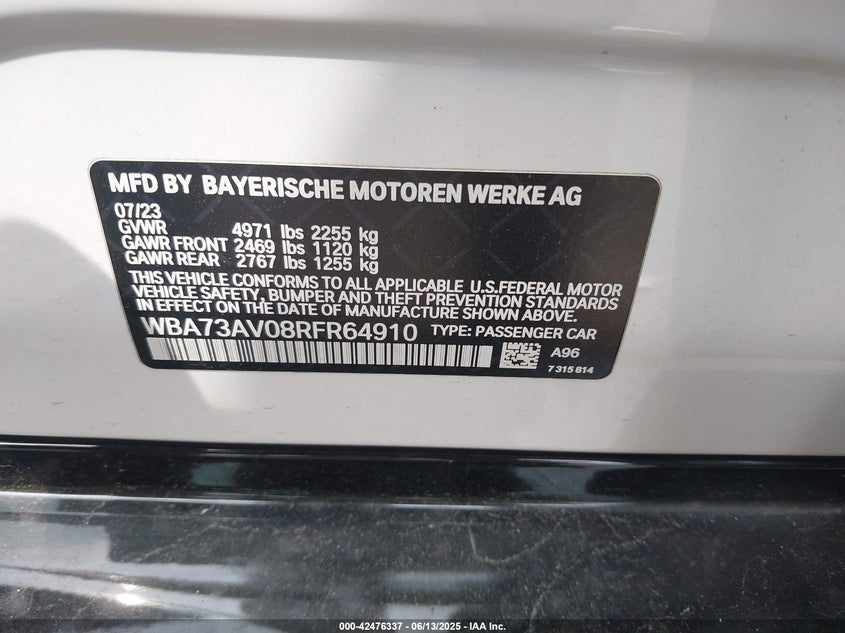 MFD BY BAYERISCHE MOTOREN WERKE AG
07/23
GVWR 4971 lbs 2255 kg
GAWR FRONT 2469 lbs 1120 kg
GAWR REAR 2767 lbs 1255 kg
THIS VEHICLE CONFORMS TO ALL APPLICABLE U.S.FEDERAL MOTOR
VEHICLE SAFETY, BUMPER AND THEFT PREVENTION STANDARDS
IN EFFECT ON THE DATE OF MANUFACTURE SHOWN ABOVE.
WBA73AV08RFR64910 TYPE: PASSENGER CAR
A96
7 315 814
000-42476337 - 06/13/2025 - IAA Inc.